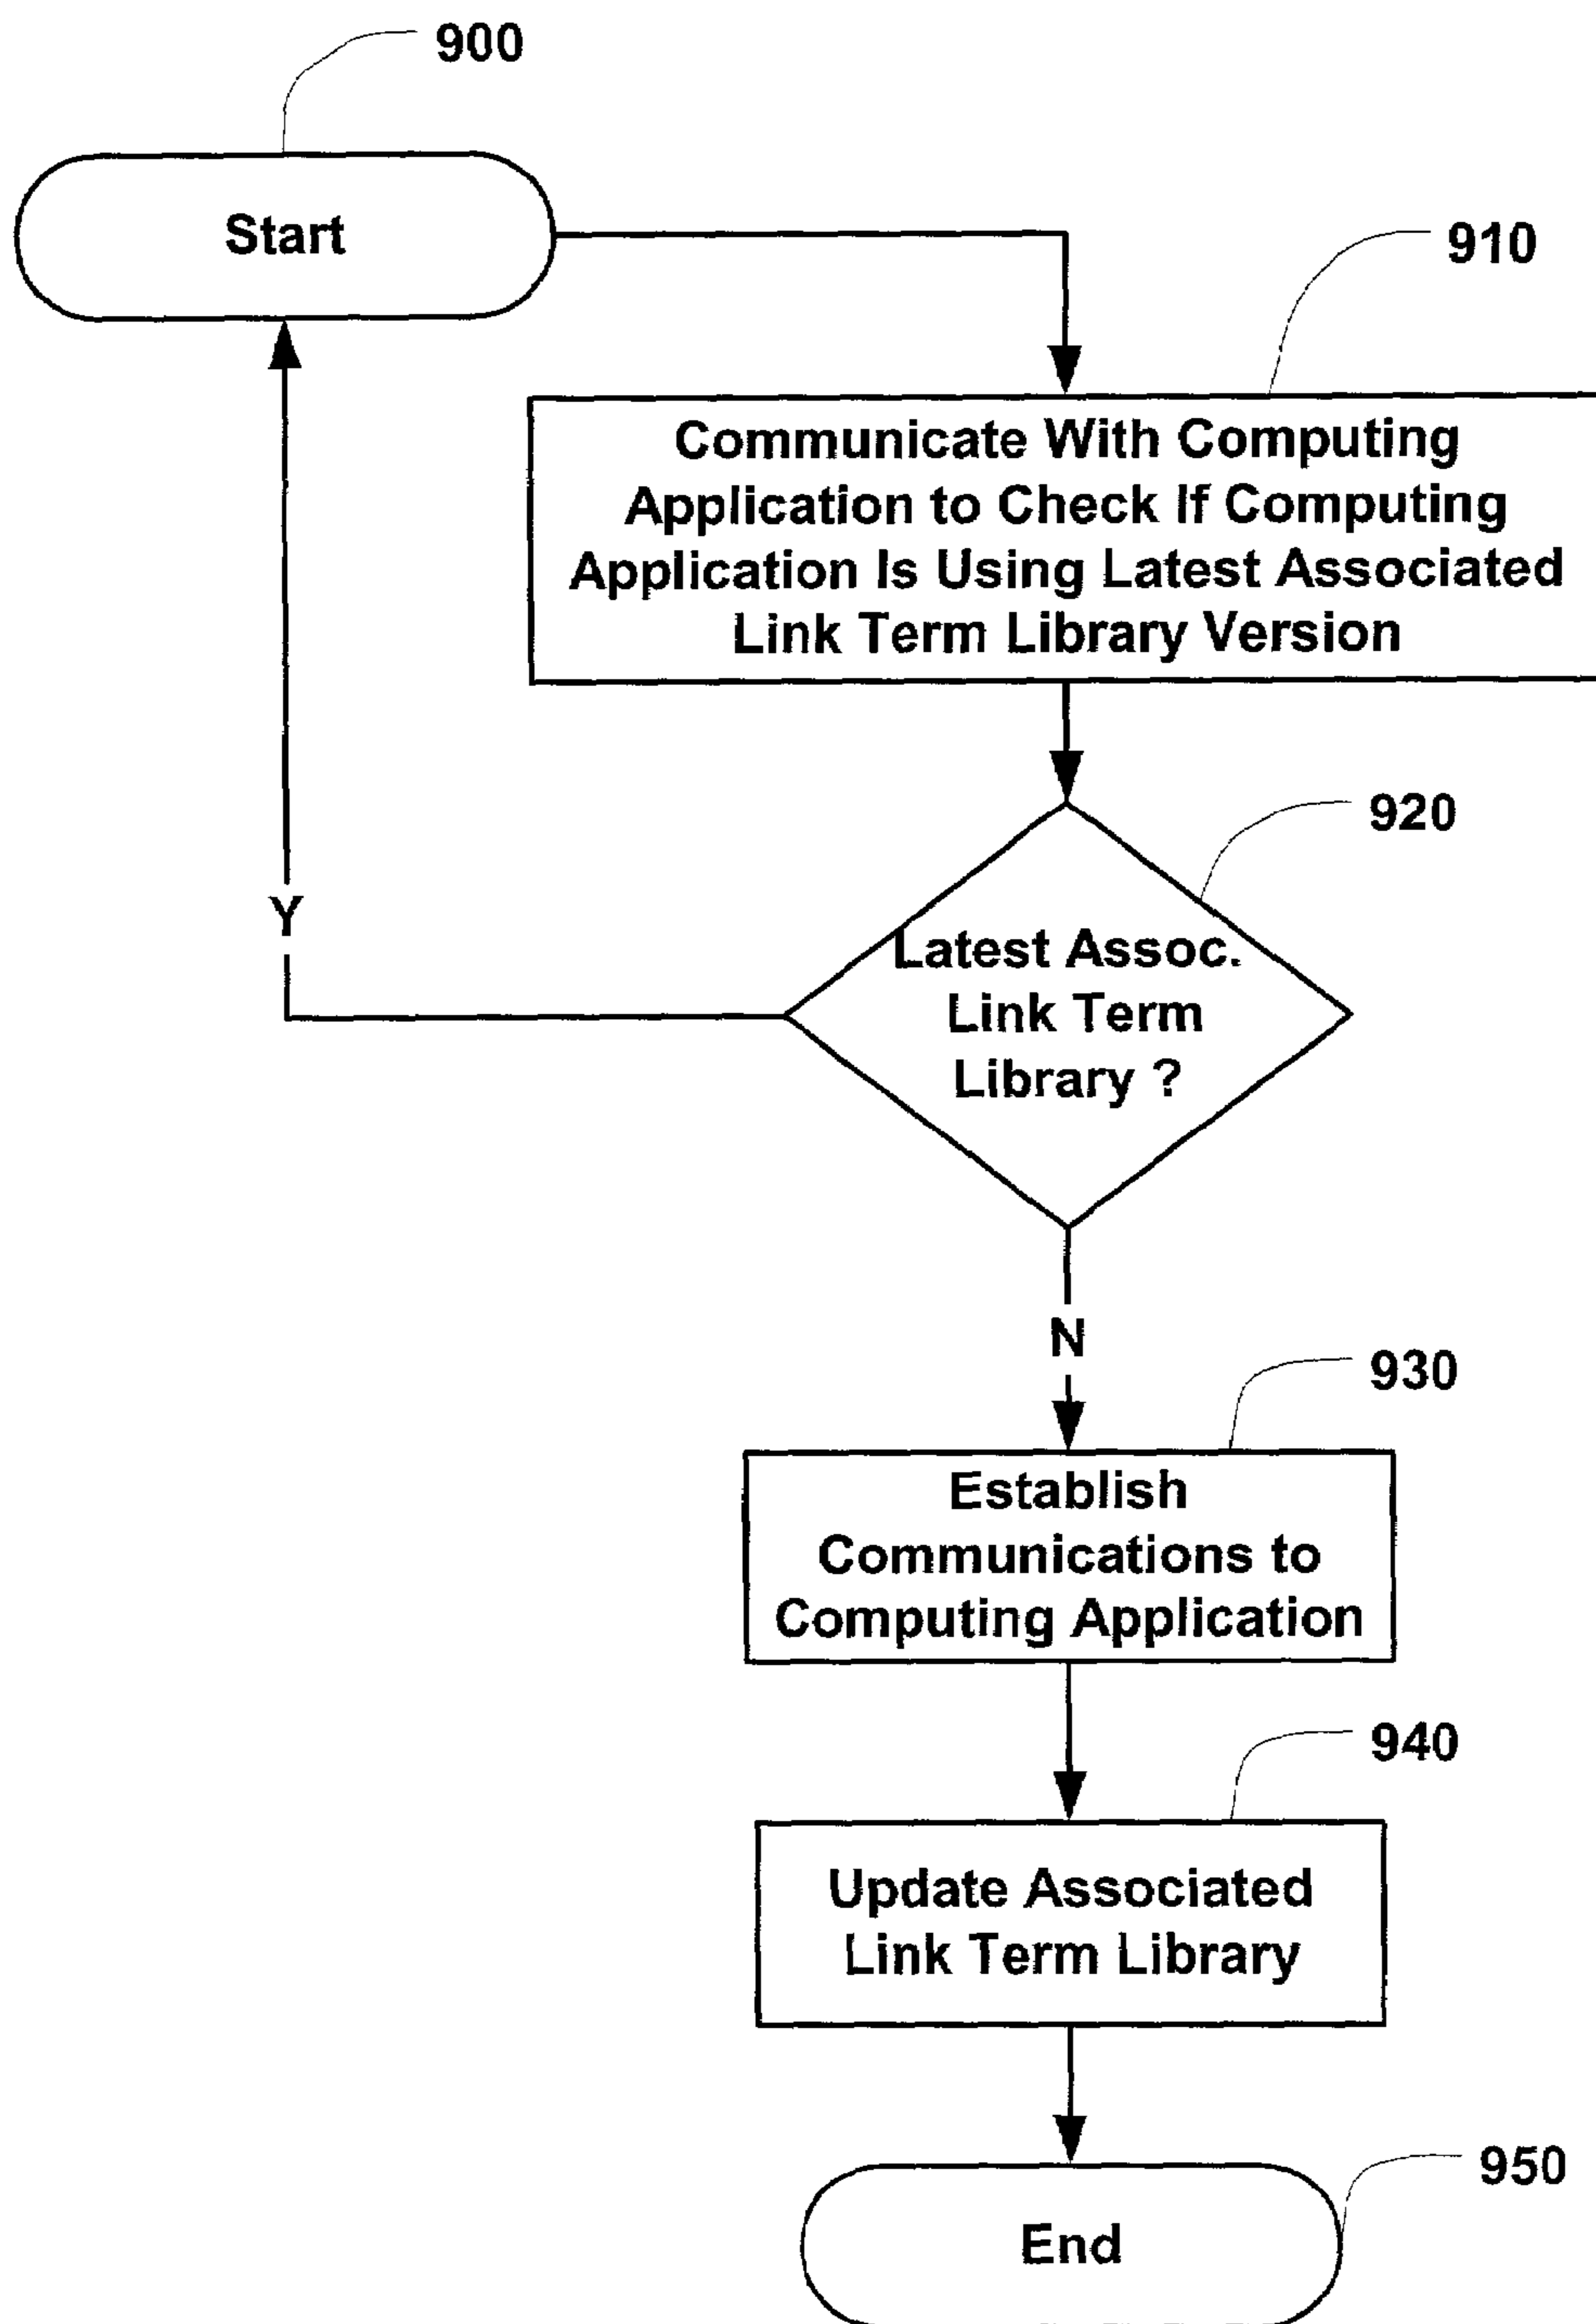 900
Start
910
Communicate With Computing
Application to Check If Computing
Application Is Using Latest Associated
Link Term Library Version
920
Latest Assoc.
Link Term
Library ?
Y
N
930
Establish
Communications to
Computing Application
940
Update Associated
Link Term Library
950
End